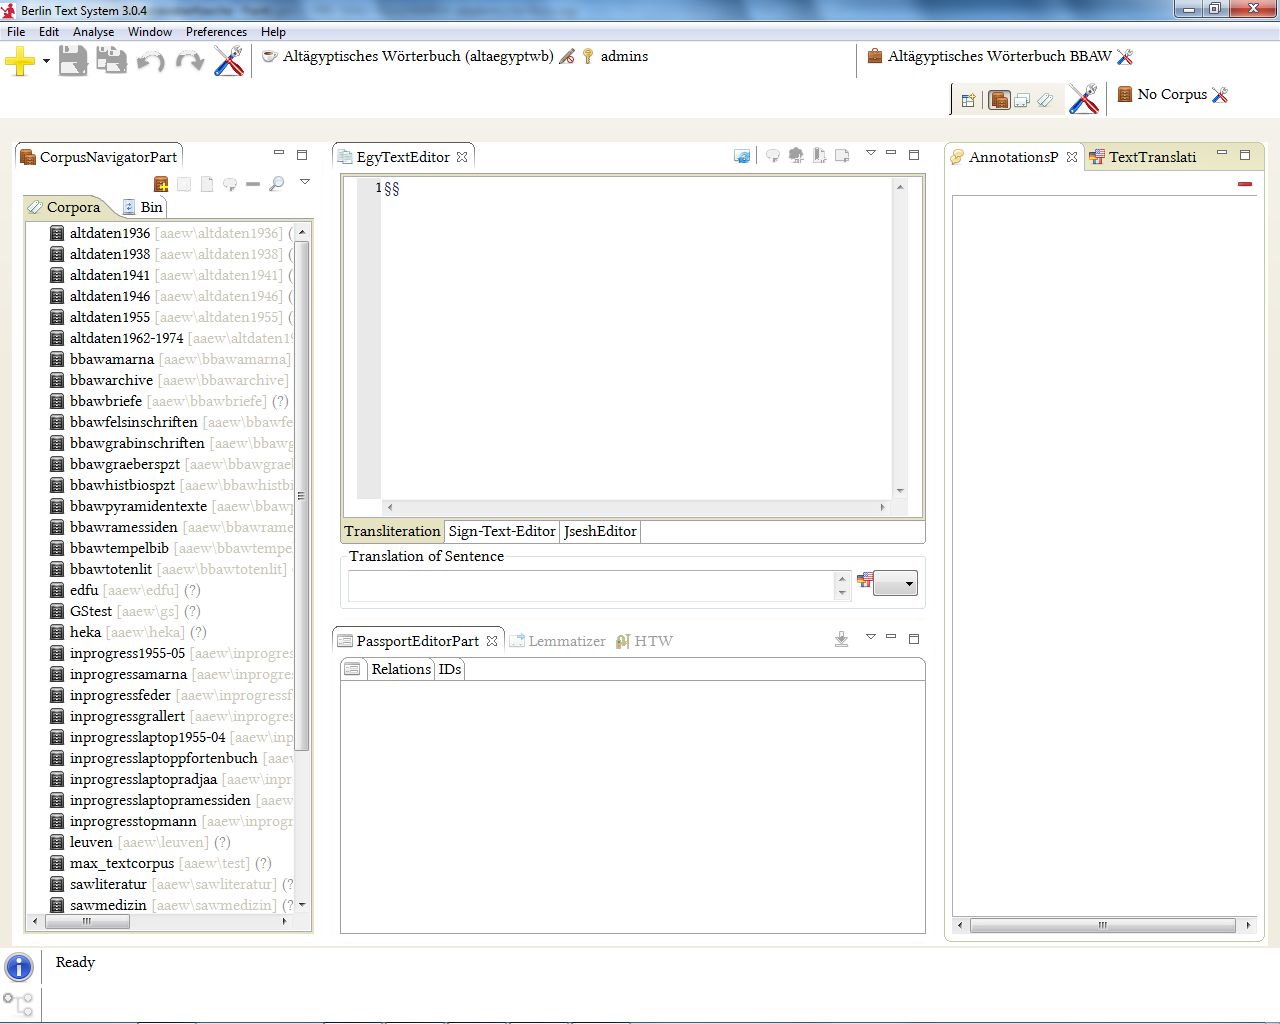 Berlin Text System 3.0.4
File Edit Analyse Window Preferences Help
Altägyptisches Wörterbuch (altaegyptwb) admins
Altägyptisches Wörterbuch BBAW
No Corpus
CorpusNavigatorPart
Corpora Bin
altdaten1936 [aaew\altdaten1936] (
altdaten1938 [aaew\altdaten1938] (
altdaten1941 [aaew\altdaten1941] (
altdaten1946 [aaew\altdaten1946] (
altdaten1955 [aaew\altdaten1955] (
altdaten1962-1974 [aaew\altdaten19
bbawamarna [aaew\bbawamarna]
bbawarchive [aaew\bbawarchive]
bbawbriefe [aaew\bbawbriefe] (?)
bbawfelsinschriften [aaew\bbawfe
bbawgrabinschriften [aaew\bbawg
bbawgraeberspzt [aaew\bbawgrae
bbawhistbiospzt [aaew\bbawhistbi
bbawpyramidentexte [aaew\bbawp
bbawramessiden [aaew\bbawrame
bbawtempelbib [aaew\bbawtempe
bbawtotenlit [aaew\bbawtotenlit]
edfu [aaew\edfu] (?)
GStest [aaew\gs] (?)
heka [aaew\heka] (?)
inprogress1955-05 [aaew\inprogres
inprogressamarna [aaew\inprogres
inprogressfeder [aaew\inprogressf
inprogressgrallert [aaew\inprogress
inprogresslaptop1955-04 [aaew\inp
inprogresslaptoppfortenbuch [aaew
inprogresslaptopradjaa [aaew\inpr
inprogresslaptopramessiden [aaew
inprogresstopmann [aaew\inprogr
leuven [aaew\leuven] (?)
max_textcorpus [aaew\test] (?)
sawliteratur [aaew\sawliteratur] (?
sawmedizin [aaew\sawmedizin] (?
EgyTextEditor
1 §§
Transliteration Sign-Text-Editor JseshEditor
Translation of Sentence
PassportEditorPart Lemmatizer HTW
Relations IDs
AnnotationsP TextTranslati
Ready